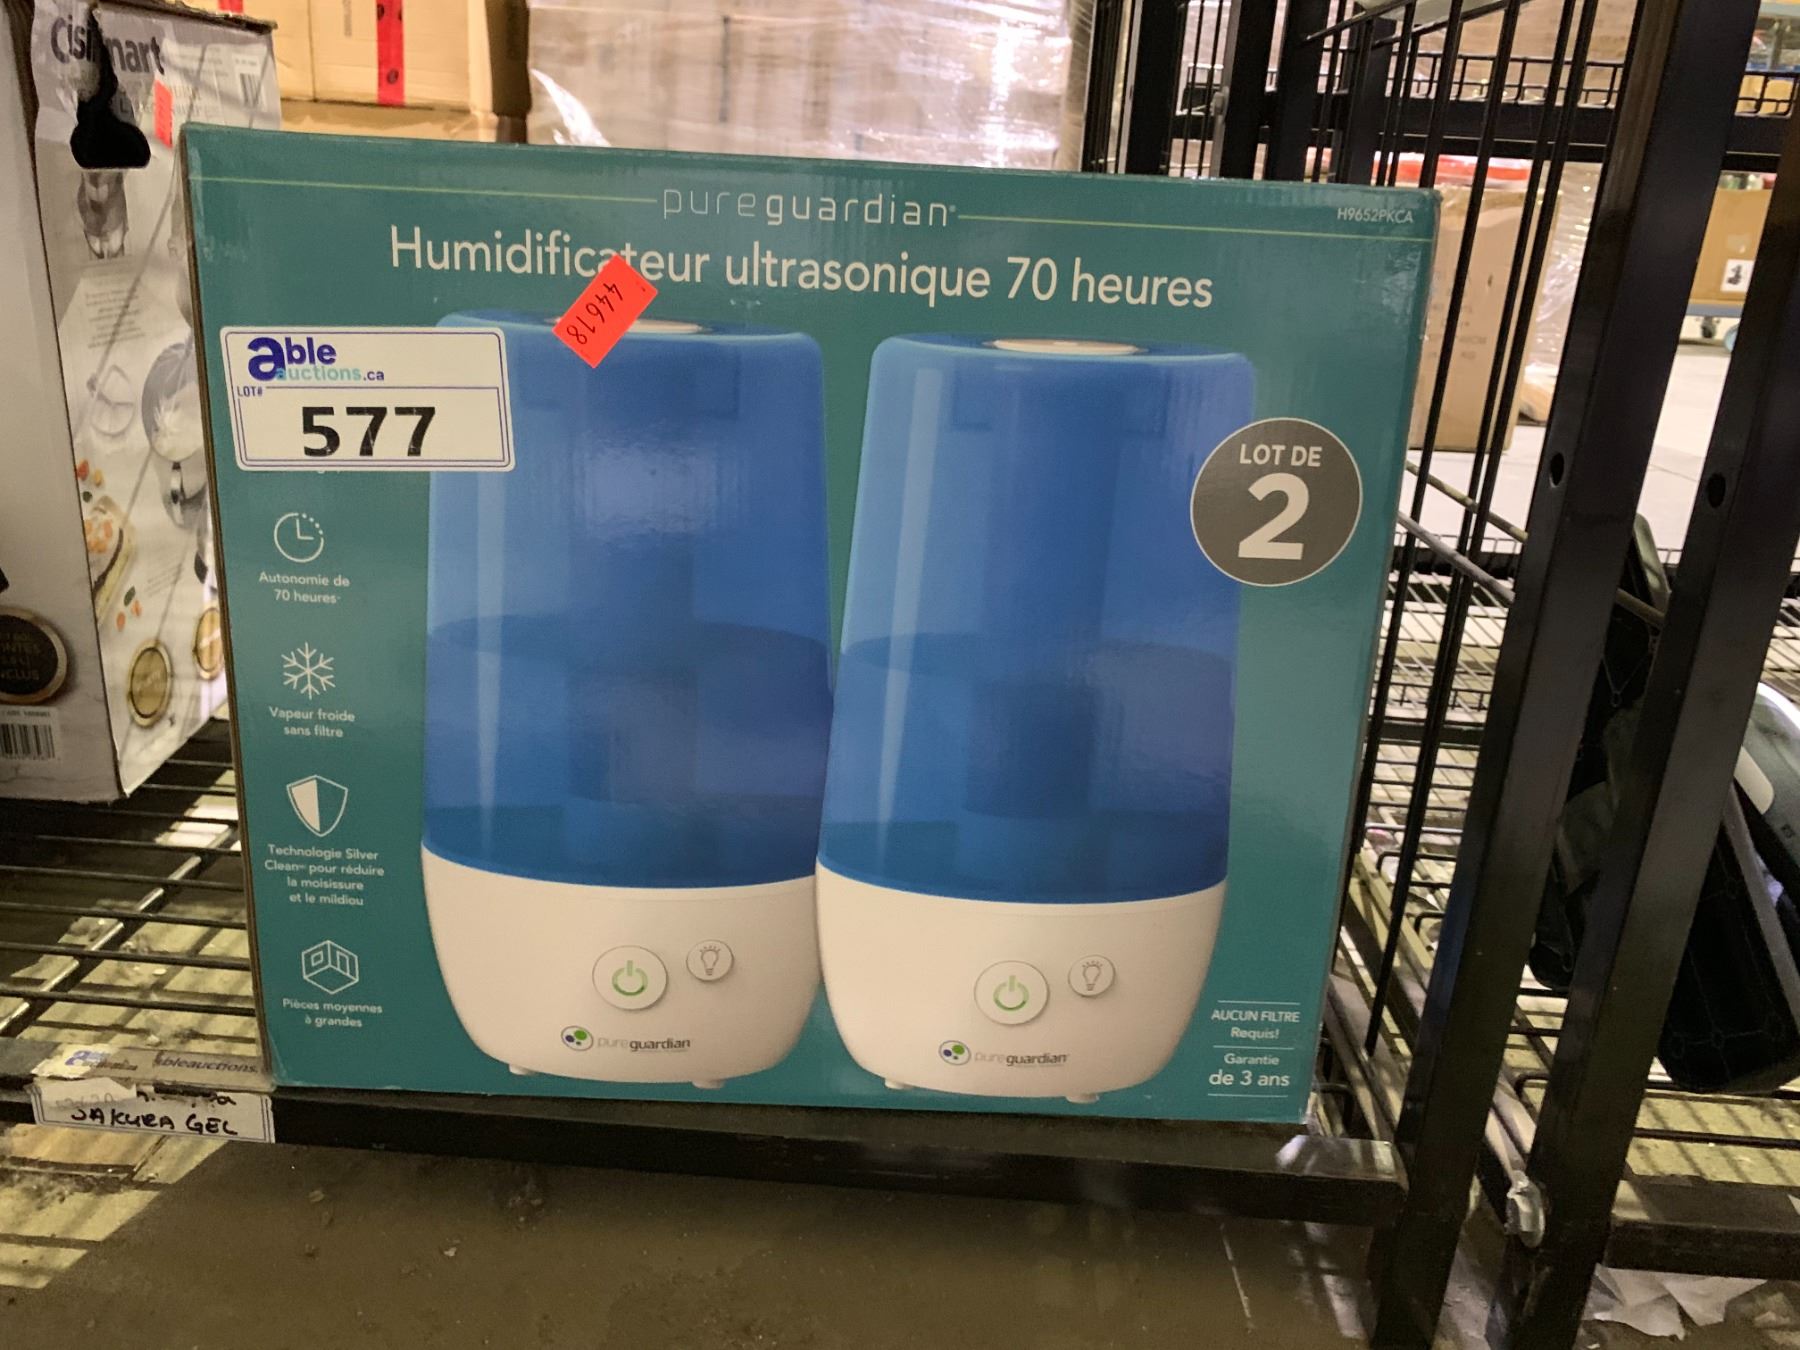 pureguardian®
H9652PKCA
Humidificateur ultrasonique 70 heures
44618
able
auctions.ca
LOT#
577
LOT DE
2
Autonomie de
70 heures
Vapeur froide
sans filtre
Technologie Silver
Clean pour réduire
la moisissure
et le mildiou
Pièces moyennes
à grandes
pureguardian
pureguardian
AUCUN FILTRE
Requis!
Garantie
de 3 ans
ableauctions.
SAKURA GEL